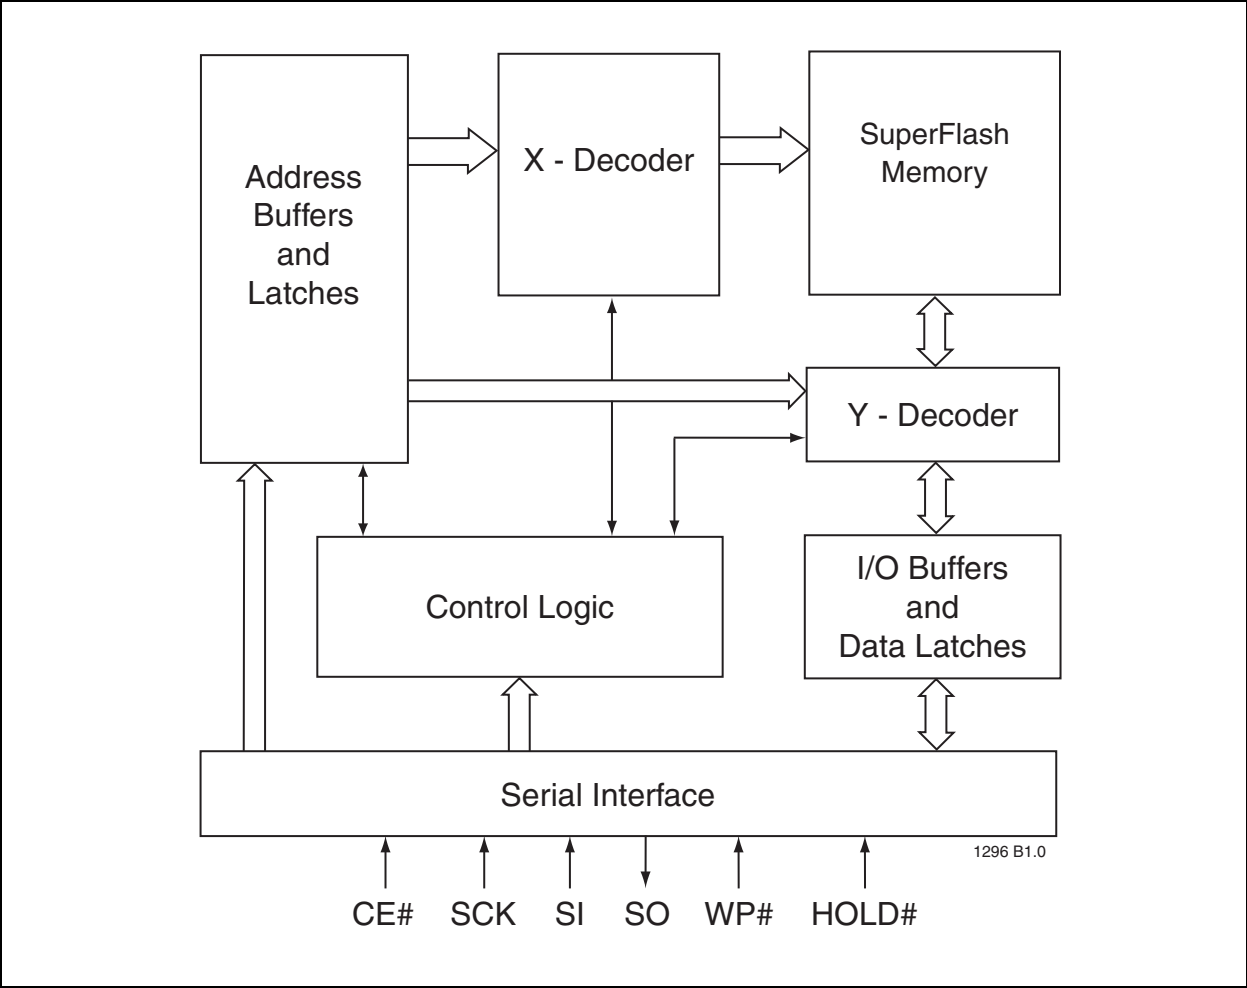 Address
Buffers
and
Latches
X - Decoder
SuperFlash
Memory
Y - Decoder
Control Logic
I/O Buffers
and
Data Latches
Serial Interface
1296 B1.0
CE# SCK SI SO WP# HOLD#